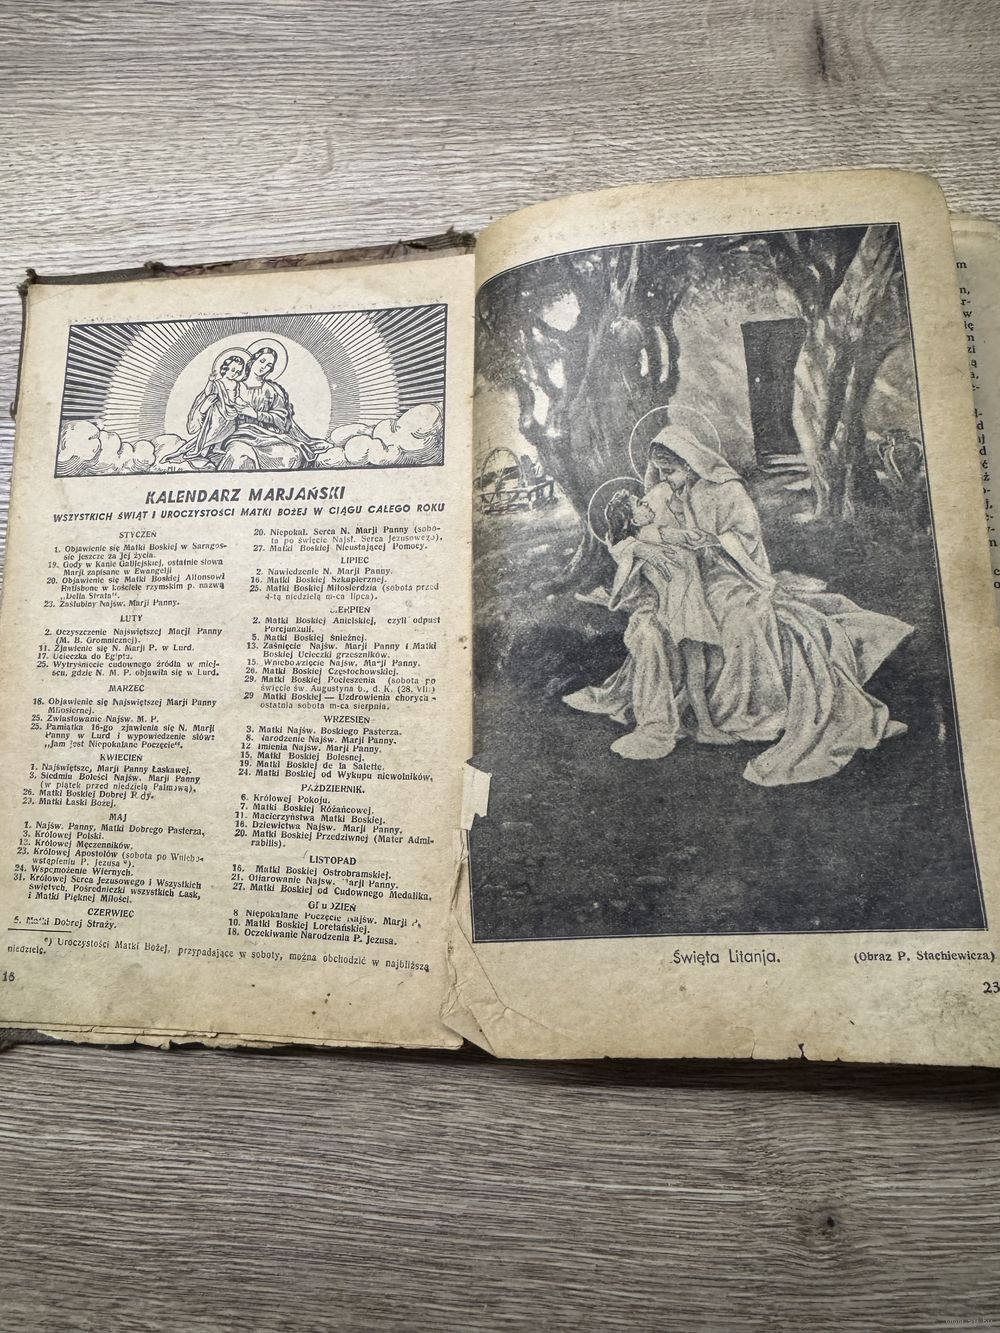 KALENDARZ MARJAŃSKI
WSZYSTKICH ŚWIĄT I UROCZYSTOŚCI MATKI BOŻEJ W CIĄGU CAŁEGO ROKU
STYCZEŃ
1. Objawienie się Matki Boskiej w Saragos-
sie jeszcze za Jej życia.
19. Gody w Kanie Galilejskiej, ostatnie słowa
Marji zapisane w Ewangelji
20. Objawienie się Matki Boskiej Alfonsowi
Ratisbone w kościele rzymskim p. nazwą
„Della Strata".
23. Zaślubiny Najśw. Marji Panny.
LUTY
2. Oczyszczenie Najświętszej Marji Panny
(M. B. Gromnicznej).
11. Zjawienie się N. Marji P. w Lurd.
17. Ucieczka do Egiptu.
25. Wytryśnięcie cudownego źródła w miej-
scu, gdzie N. M. P. objawiła się w Lurd.
MARZEC
18. Objawienie się Najświętszej Marji Panny
Miłosiernej.
25. Zwiastowanie Najśw. M. P.
25. Pamiątka 16-go zjawienia się N. Marji
Panny w Lurd i wypowiedzenie słów:
„Jam jest Niepokalane Poczęcie".
KWIECIEŃ
1. Najświętsze, Marji Panny Łaskawej.
3. Siedmiu Boleści Najśw. Marji Panny
(w piątek przed niedzielą Palmową).
26. Matki Boskiej Dobrej Rady.
29. Matki Łaski Bożej.
MAJ
1. Najśw. Panny, Matki Dobrego Pasterza,
3. Królowej Polski.
13. Królowej Męczenników,
23. Królowej Apostołów (sobota po Wniebo-
wstąpieniu P. Jezusa *).
24. Wspomożenie Wiernych.
31. Królowej Serca Jezusowego i Wszystkich
świętych, Pośredniczki wszystkich Łask,
i Matki Pięknej Miłości.
CZERWIEC
5. Matki Dobrej Straży.
20. Niepokal. Serca N. Marji Panny (sobo-
ta po święcie Najsł. Serca Jezusowego).
27. Matki Boskiej Nieustającej Pomocy.
LIPIEC
2. Nawiedzenie N. Marji Panny.
16. Matki Boskiej Szkaplerznej.
25. Matki Boskiej Miłosierdzia (sobota przed
4-tą niedzielą m-ca lipca).
SIERPIEŃ
2. Matki Boskiej Anielskiej, czyli odpust
Porcjunkuli.
5. Matki Boskiej Śnieżnej.
13. Zaśnięcie Najśw. Marji Panny i Matki
Boskiej Ucieczki grzeszników.
15. Wniebowzięcie Najśw. Marji Panny.
26. Matki Boskiej Częstochowskiej.
29. Matki Boskiej Pocieszenia (sobota po
święcie św. Augustyna b., d. K. (28. VII.)
29 Matki Boskiej — Uzdrowienia chorych -
ostatnia sobota m-ca sierpnia.
WRZESIEŃ
3. Matki Najśw. Boskiego Pasterza.
8. Narodzenie Najśw. Marji Panny.
12 Imienia Najśw. Marji Panny.
15. Matki Boskiej Bolesnej.
19. Matki Boskiej de la Salette.
24. Matki Boskiej od Wykupu niewolników,
PAŹDZIERNIK.
6. Królowej Pokoju.
7. Matki Boskiej Różańcowej.
11. Macierzyństwa Matki Boskiej.
16. Dziewictwa Najśw. Marji Panny.
20. Matki Boskiej Przedziwnej (Mater Admi-
rabilis).
LISTOPAD
16. Matki Boskiej Ostrobramskiej.
21. Ofiarowanie Najśw. Marji Panny.
27. Matki Boskiej od Cudownego Medalika,
GRUDZIEŃ
8 Niepokalane Poczęcie Najśw. Marji P.
10. Matki Boskiej Loretańskiej.
18. Oczekiwanie Narodzenia P. Jezusa.
*) Uroczystości Matki Bożej, przypadające w soboty, można obchodzić w najbliższą
niedzielę.
16
Święta Litanja.
(Obraz P. Stachiewicza)
23